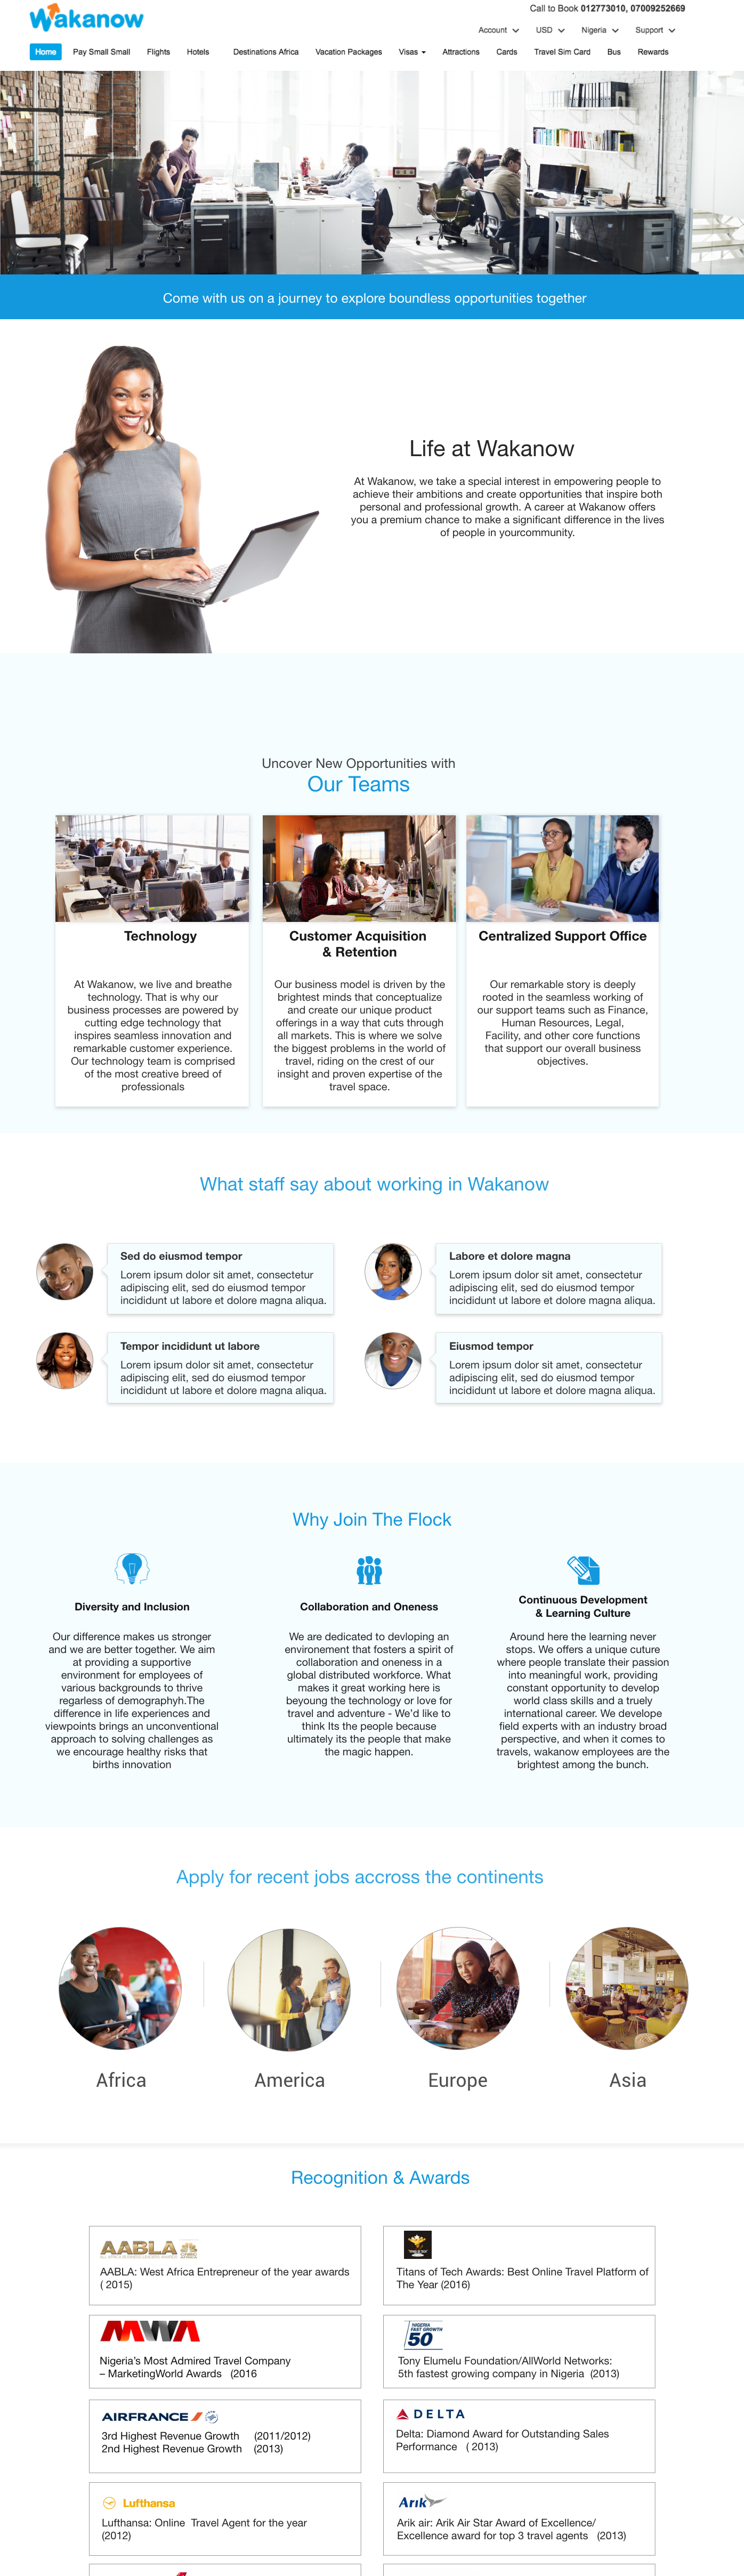 Wakanow
Call to Book 012773010, 07009252669
Account USD Nigeria Support
Home Pay Small Small Flights Hotels Destinations Africa Vacation Packages Visas Attractions Cards Travel Sim Card Bus Rewards
Come with us on a journey to explore boundless opportunities together
Life at Wakanow
At Wakanow, we take a special interest in empowering people to
achieve their ambitions and create opportunities that inspire both
personal and professional growth. A career at Wakanow offers
you a premium chance to make a significant difference in the lives
of people in yourcommunity.
Uncover New Opportunities with
Our Teams
Technology
At Wakanow, we live and breathe
technology. That is why our
business processes are powered by
cutting edge technology that
inspires seamless innovation and
remarkable customer experience.
Our technology team is comprised
of the most creative breed of
professionals
Customer Acquisition
& Retention
Our business model is driven by the
brightest minds that conceptualize
and create our unique product
offerings in a way that cuts through
all markets. This is where we solve
the biggest problems in the world of
travel, riding on the crest of our
insight and proven expertise of the
travel space.
Centralized Support Office
Our remarkable story is deeply
rooted in the seamless working of
our support teams such as Finance,
Human Resources, Legal,
Facility, and other core functions
that support our overall business
objectives.
What staff say about working in Wakanow
Sed do eiusmod tempor
Lorem ipsum dolor sit amet, consectetur
adipiscing elit, sed do eiusmod tempor
incididunt ut labore et dolore magna aliqua.
Labore et dolore magna
Lorem ipsum dolor sit amet, consectetur
adipiscing elit, sed do eiusmod tempor
incididunt ut labore et dolore magna aliqua.
Tempor incididunt ut labore
Lorem ipsum dolor sit amet, consectetur
adipiscing elit, sed do eiusmod tempor
incididunt ut labore et dolore magna aliqua.
Eiusmod tempor
Lorem ipsum dolor sit amet, consectetur
adipiscing elit, sed do eiusmod tempor
incididunt ut labore et dolore magna aliqua.
Why Join The Flock
Diversity and Inclusion
Our difference makes us stronger
and we are better together. We aim
at providing a supportive
environment for employees of
various backgrounds to thrive
regarless of demographyh.The
difference in life experiences and
viewpoints brings an unconventional
approach to solving challenges as
we encourage healthy risks that
births innovation
Collaboration and Oneness
We are dedicated to devloping an
environement that fosters a spirit of
collaboration and oneness in a
global distributed workforce. What
makes it great working here is
beyoung the technology or love for
travel and adventure - We'd like to
think Its the people because
ultimately its the people that make
the magic happen.
Continuous Development
& Learning Culture
Around here the learning never
stops. We offers a unique cuture
where people translate their passion
into meaningful work, providing
constant opportunity to develop
world class skills and a truely
international career. We develope
field experts with an industry broad
perspective, and when it comes to
travels, wakanow employees are the
brightest among the bunch.
Apply for recent jobs accross the continents
Africa
America
Europe
Asia
Recognition & Awards
AABLA
AABLA: West Africa Entrepreneur of the year awards
( 2015)
Titans of Tech Awards: Best Online Travel Platform of
The Year (2016)
MWA
Nigeria's Most Admired Travel Company
– MarketingWorld Awards (2016
NIGERIA
FAST GROWTH
50
Tony Elumelu Foundation/AllWorld Networks:
5th fastest growing company in Nigeria (2013)
AIRFRANCE
3rd Highest Revenue Growth (2011/2012)
2nd Highest Revenue Growth (2013)
DELTA
Delta: Diamond Award for Outstanding Sales
Performance ( 2013)
Lufthansa
Lufthansa: Online Travel Agent for the year
(2012)
Arik
Arik air: Arik Air Star Award of Excellence/
Excellence award for top 3 travel agents (2013)